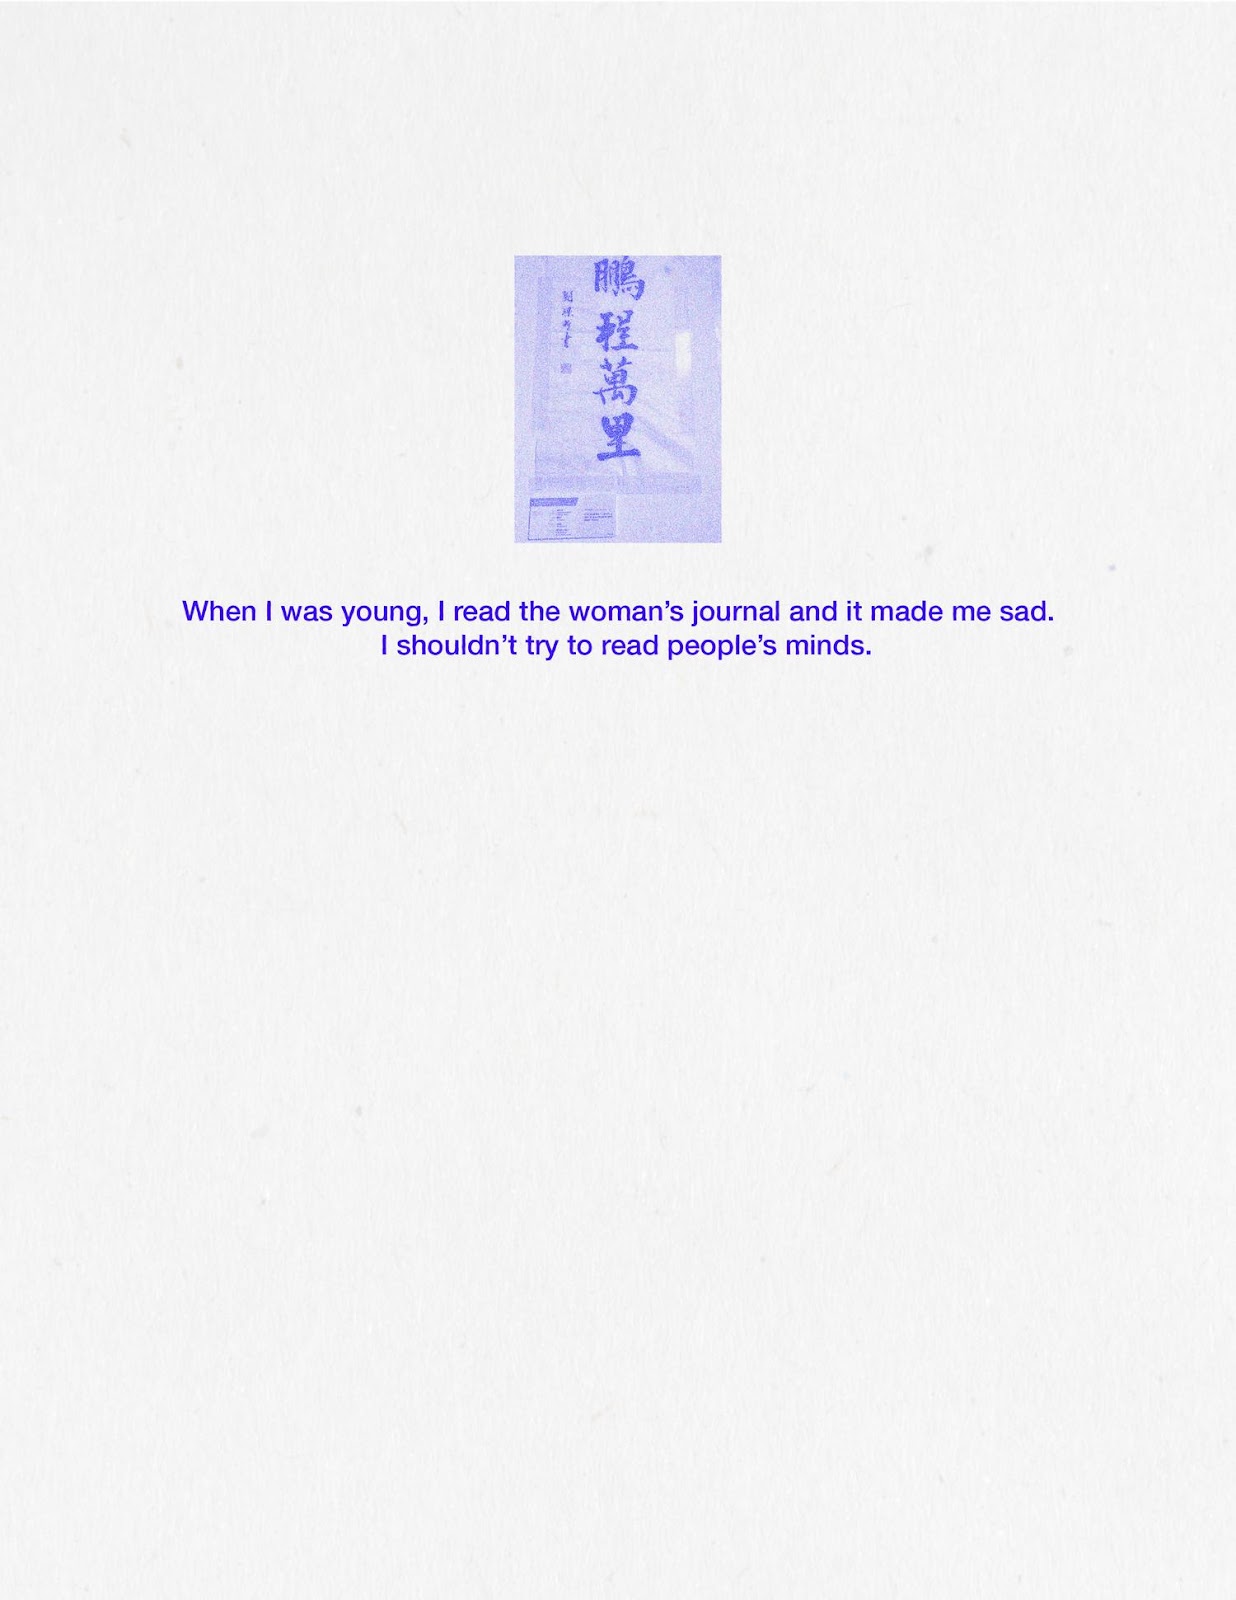 鵬程萬里
When I was young, I read the woman’s journal and it made me sad.
I shouldn’t try to read people’s minds.